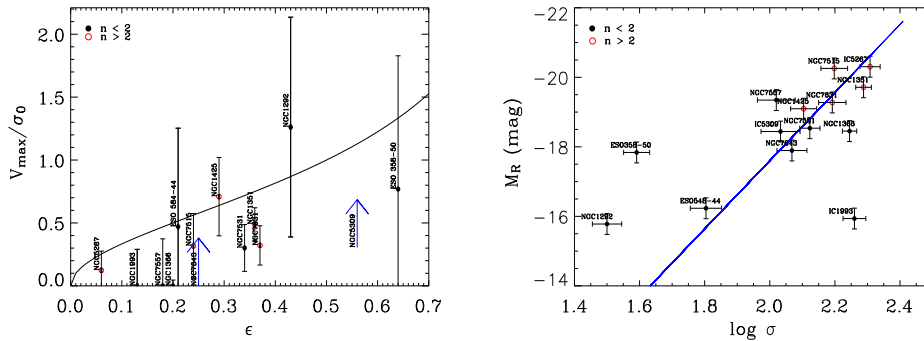 n < 2
n > 2
2.0
1.5
1.0
0.5
0.0
V_max/σ_0
NGC1292
ESO 358-50
ESO 584-44
NGC1425
NGC1351
NGC7531
NGC5309
NGC7515
NGC7643
NGC1366
NGC7557
NGC1993
0.0 0.1 0.2 0.3 0.4 0.5 0.6 0.7
ϵ
n < 2
n > 2
-22
-20
-18
-16
-14
M_R (mag)
NGC7515
IC5267
NGC1351
NGC7557
NGC1425
NGC7631
IC5309
NGC1366
NGC7643
ESO358-50
ESO548-44
NGC1292
IC1993
1.4 1.6 1.8 2.0 2.2 2.4
log σ